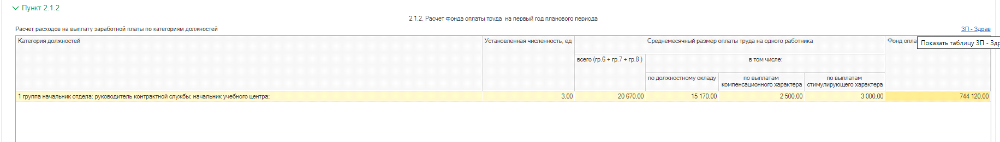 Пункт 2.1.2
2.1.2. Расчет фонда оплаты труда на первый год планового периода
Расчет расходов на выплату заработной платы по категориям должностей
ЗП - Здрав
Категория должностей
Установленная численность, ед
Среднемесячный размер оплаты труда на одного работника
Фонд опла
Показать таблицу ЗП - Здр
всего (гр.6 + гр.7 + гр.8 )
в том числе:
по должностному окладу
по выплатам
компенсационного характера
по выплатам
стимулирующего характера
1 группа начальник отдела; руководитель контрактной службы; начальник учебного центра;
3,00
20 670,00
15 170,00
2 500,00
3 000,00
744 120,00